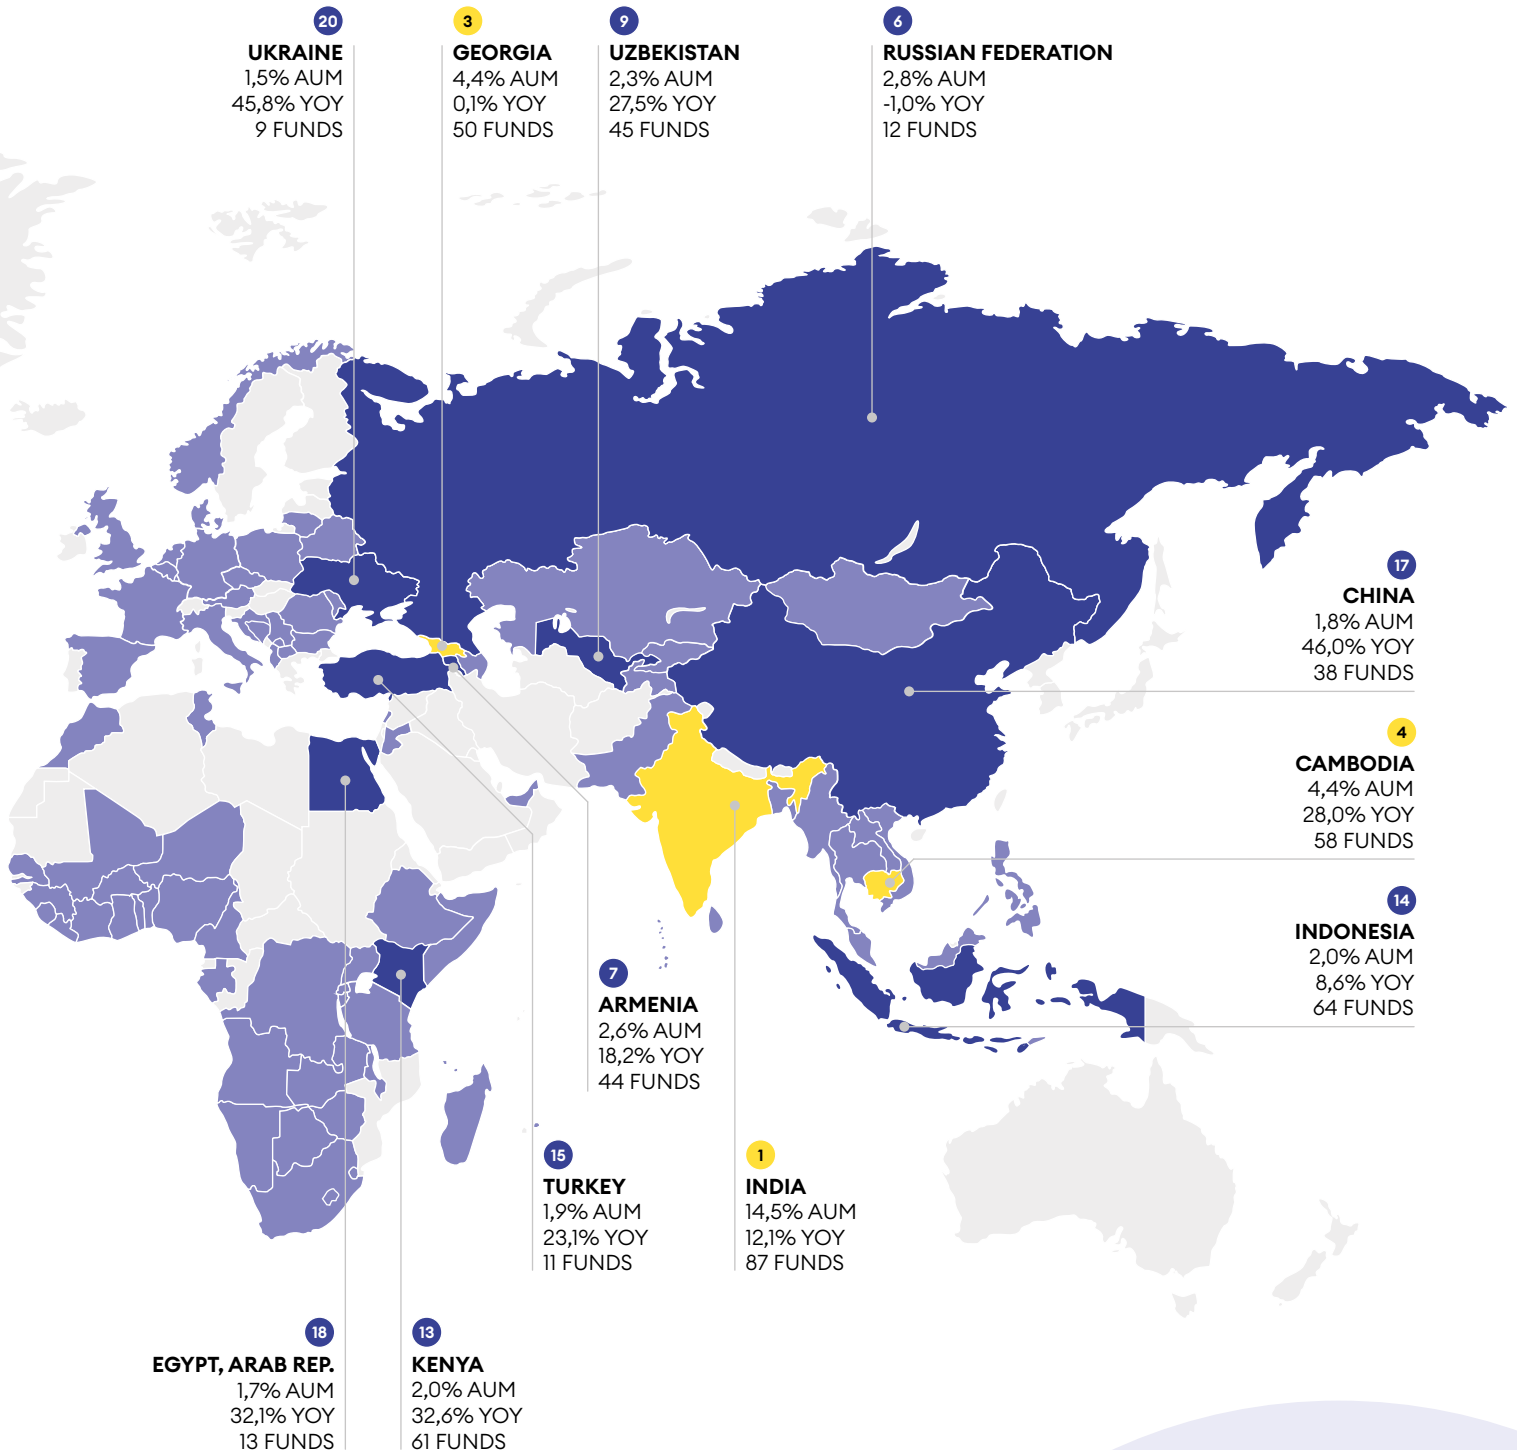 20
UKRAINE
1,5% AUM
45,8% YOY
9 FUNDS
3
GEORGIA
4,4% AUM
0,1% YOY
50 FUNDS
9
UZBEKISTAN
2,3% AUM
27,5% YOY
45 FUNDS
6
RUSSIAN FEDERATION
2,8% AUM
-1,0% YOY
12 FUNDS
17
CHINA
1,8% AUM
46,0% YOY
38 FUNDS
4
CAMBODIA
4,4% AUM
28,0% YOY
58 FUNDS
14
INDONESIA
2,0% AUM
8,6% YOY
64 FUNDS
7
ARMENIA
2,6% AUM
18,2% YOY
44 FUNDS
15
TURKEY
1,9% AUM
23,1% YOY
11 FUNDS
1
INDIA
14,5% AUM
12,1% YOY
87 FUNDS
18
EGYPT, ARAB REP.
1,7% AUM
32,1% YOY
13 FUNDS
13
KENYA
2,0% AUM
32,6% YOY
61 FUNDS